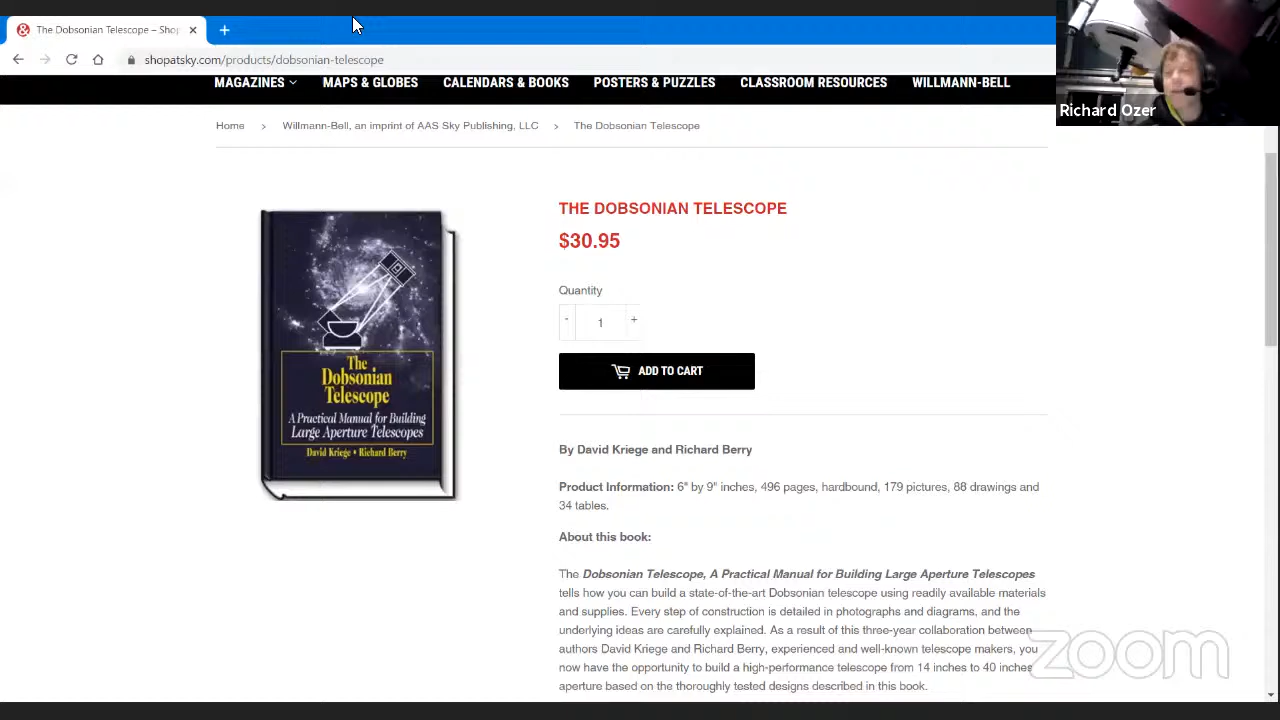 The Dobsonian Telescope – Shop
shopatsky.com/products/dobsonian-telescope
Richard Ozer
MAGAZINES MAPS & GLOBES CALENDARS & BOOKS POSTERS & PUZZLES CLASSROOM RESOURCES WILLMANN-BELL
Home > Willmann-Bell, an imprint of AAS Sky Publishing, LLC > The Dobsonian Telescope
The
Dobsonian
Telescope
A Practical Manual for Building
Large Aperture Telescopes
David Kriege • Richard Berry
THE DOBSONIAN TELESCOPE
$30.95
Quantity
- 1 +
ADD TO CART
By David Kriege and Richard Berry
Product Information: 6" by 9" inches, 496 pages, hardbound, 179 pictures, 88 drawings and
34 tables.
About this book:
The Dobsonian Telescope, A Practical Manual for Building Large Aperture Telescopes
tells how you can build a state-of-the-art Dobsonian telescope using readily available materials
and supplies. Every step of construction is detailed in photographs and diagrams, and the
underlying ideas are carefully explained. As a result of this three-year collaboration between
authors David Kriege and Richard Berry, experienced and well-known telescope makers, you
now have the opportunity to build a high-performance telescope from 14 inches to 40 inches
aperture based on the thoroughly tested designs described in this book.
zoom